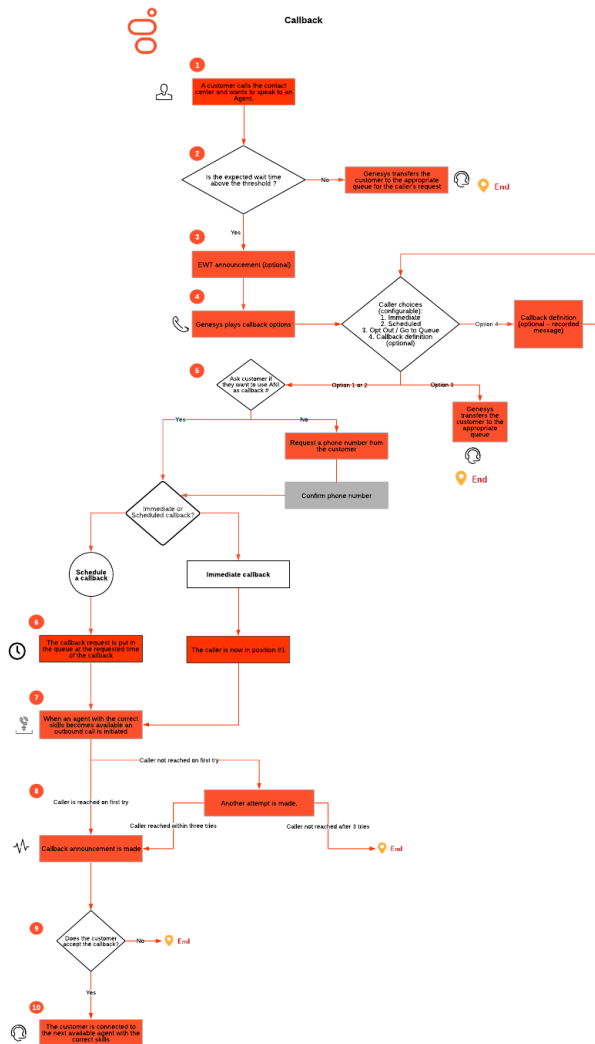 Callback
1
A customer calls the contact
center and wants to speak to an
Agent.
2
Is the expected wait time
above the threshold ?
No
Genesys transfers the
customer to the appropriate
queue for the caller's request
End
Yes
3
EWT announcement (optional)
4
Genesys plays callback options
Caller choices
(configurable):
1. Immediate
2. Scheduled
3. Opt Out / Go to Queue
4. Callback definition
(optional)
Option 4
Callback definition
(optional – recorded
message)
5
Ask customer if
they want to use ANI
as callback #
Option 1 or 2
Option 3
Genesys
transfers the
customer to the
appropriate
queue
End
Yes
No
Request a phone number from
the customer
Confirm phone number
Immediate or
Scheduled callback?
Schedule
a callback
Immediate callback
6
The callback request is put in
the queue at the requested time
of the callback
The caller is now in position #1
7
When an agent with the correct
skills becomes available an
outbound call is initiated
Caller not reached on first try
8
Caller is reached on first try
Another attempt is made.
Caller reached within three tries
Caller not reached after 3 tries
Callback announcement is made
End
9
Does the customer
accept the callback?
No
End
Yes
10
The customer is connected to
the next available agent with the
correct skills